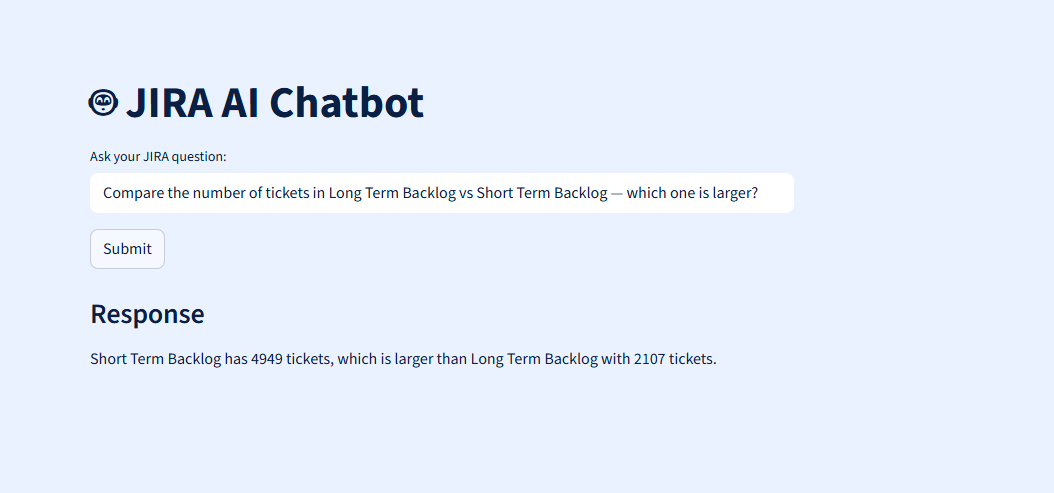 JIRA AI Chatbot
Ask your JIRA question:
Compare the number of tickets in Long Term Backlog vs Short Term Backlog — which one is larger?
Submit
Response
Short Term Backlog has 4949 tickets, which is larger than Long Term Backlog with 2107 tickets.